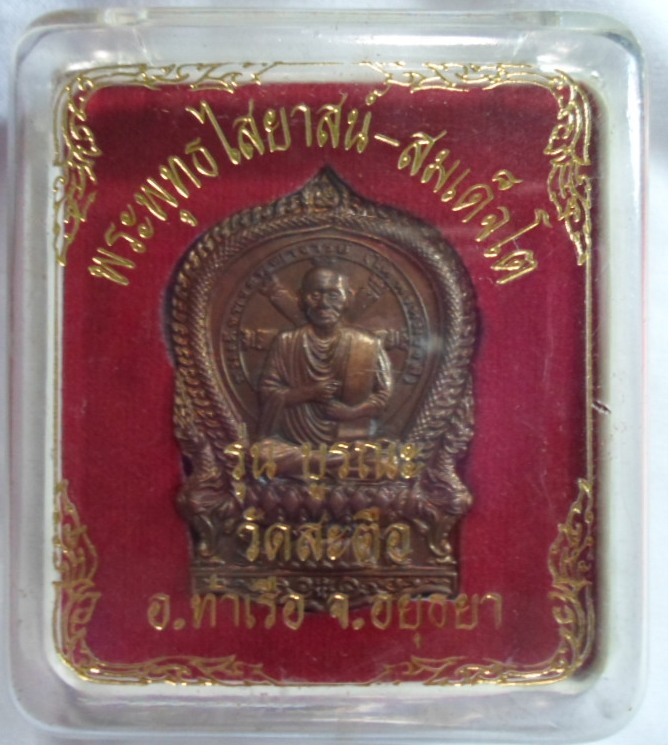 พระพุทธไสยาสน์-สมเด็จโต
รุ่น บูรณะ
วัดสะตือ
อ.ท่าเรือ จ.อยุธยา